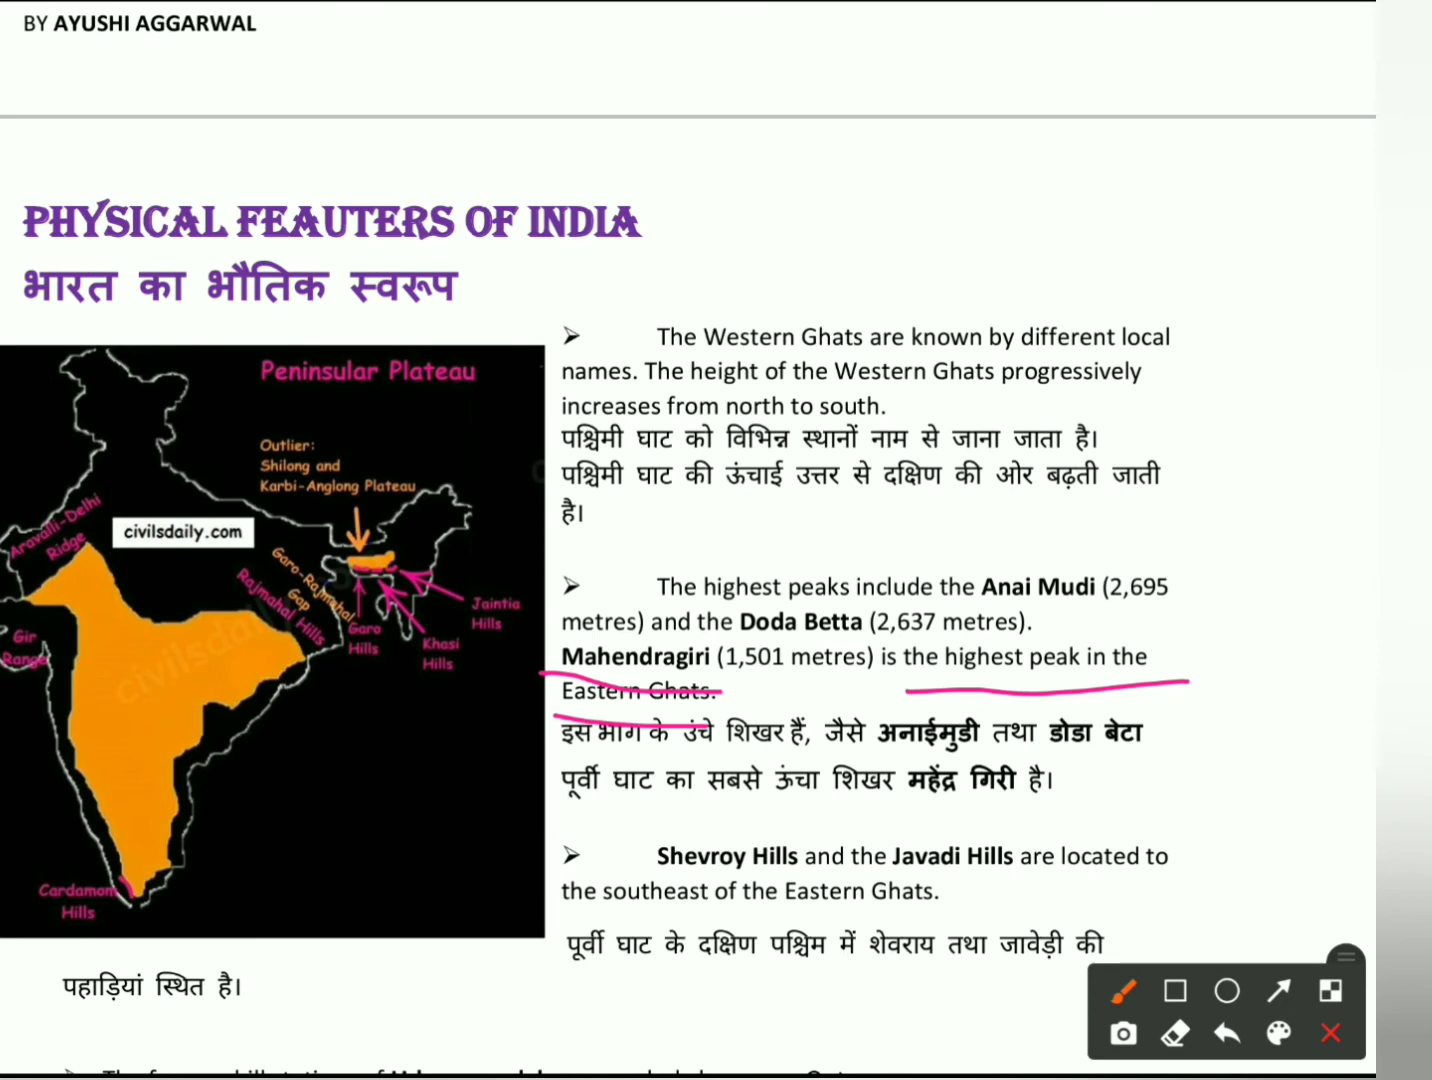 BY AYUSHI AGGARWAL
PHYSICAL FEAUTERS OF INDIA
भारत का भौतिक स्वरूप
Peninsular Plateau
Outlier:
Shilong and
Karbi-Anglong Plateau
Aravalli-Delhi
Ridge
civilsdaily.com
Garo-Rajmahal
Gap
Rajmahal Hills
Garo
Hills
Khasi
Hills
Jaintia
Hills
Gir
Range
civilsdaily
Cardamom
Hills
➤ The Western Ghats are known by different local
names. The height of the Western Ghats progressively
increases from north to south.
पश्चिमी घाट को विभिन्न स्थानों नाम से जाना जाता है।
पश्चिमी घाट की ऊंचाई उत्तर से दक्षिण की ओर बढ़ती जाती
है।
➤ The highest peaks include the Anai Mudi (2,695
metres) and the Doda Betta (2,637 metres).
Mahendragiri (1,501 metres) is the highest peak in the
Eastern Ghats.
इस भाग के उंचे शिखर हैं, जैसे अनाईमुडी तथा डोडा बेटा
पूर्वी घाट का सबसे ऊंचा शिखर महेंद्र गिरी है।
➤ Shevroy Hills and the Javadi Hills are located to
the southeast of the Eastern Ghats.
पूर्वी घाट के दक्षिण पश्चिम में शेवराय तथा जावेड़ी की
पहाड़ियां स्थित है।